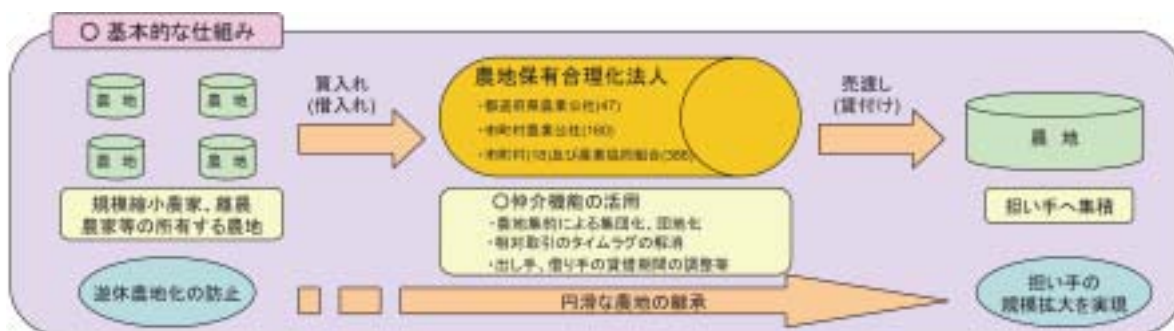 〇 基本的な仕組み
農 地
農 地
農 地
農 地
規模縮小農家、離農
農家等の所有する農地
買入れ
(借入れ)
農地保有合理化法人
・都道府県農業公社(47)
・市町村農業公社(160)
・市町村(18)及び農業協同組合(386)
〇仲介機能の活用
・農地集約による集団化、団地化
・相対取引のタイムラグの解消
・出し手、借り手の貸借期間の調整等
売渡し
(貸付け)
農 地
担い手へ集積
遊休農地化の防止
円滑な農地の継承
担い手の
規模拡大を実現